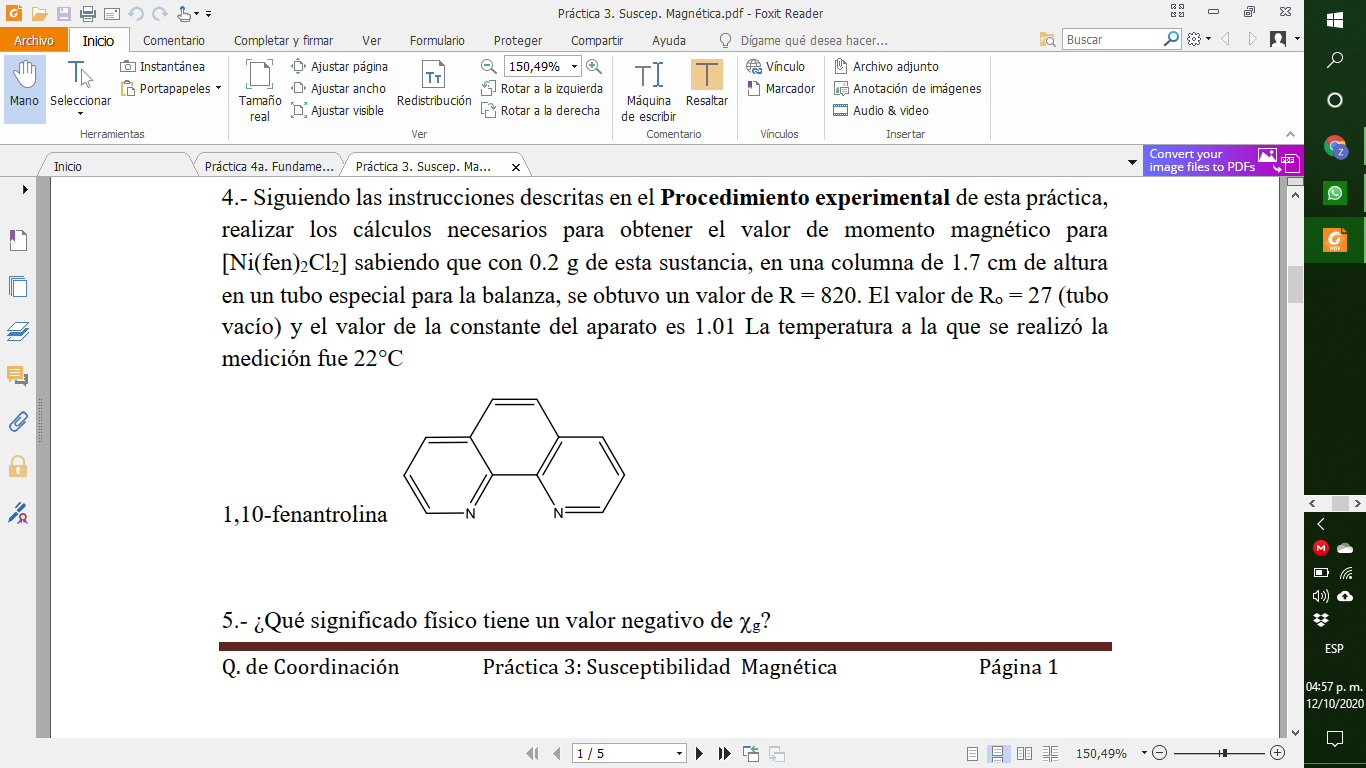 Práctica 3. Suscep. Magnética.pdf - Foxit Reader
Archivo Inicio Comentario Completar y firmar Ver Formulario Proteger Compartir Ayuda Dígame qué desea hacer... Buscar
Mano
Seleccionar
Instantánea
Portapapeles
Herramientas
Tamaño
real
Ajustar página
Ajustar ancho
Ajustar visible
Redistribución
150,49%
Rotar a la izquierda
Rotar a la derecha
Ver
Máquina
de escribir
Resaltar
Comentario
Vínculo
Marcador
Vínculos
Archivo adjunto
Anotación de imágenes
Audio & video
Insertar
Inicio Práctica 4a. Fundame... Práctica 3. Suscep. Ma...
Convert your
image files to PDFs
PDF
4.- Siguiendo las instrucciones descritas en el Procedimiento experimental de esta práctica,
realizar los cálculos necesarios para obtener el valor de momento magnético para
[Ni(fen)₂Cl₂] sabiendo que con 0.2 g de esta sustancia, en una columna de 1.7 cm de altura
en un tubo especial para la balanza, se obtuvo un valor de R = 820. El valor de Rₒ = 27 (tubo
vacío) y el valor de la constante del aparato es 1.01 La temperatura a la que se realizó la
medición fue 22°C
N N
1,10-fenantrolina
5.- ¿Qué significado físico tiene un valor negativo de χg?
Q. de Coordinación Práctica 3: Susceptibilidad Magnética Página 1
1 / 5
150,49%
ESP
04:57 p. m.
12/10/2020